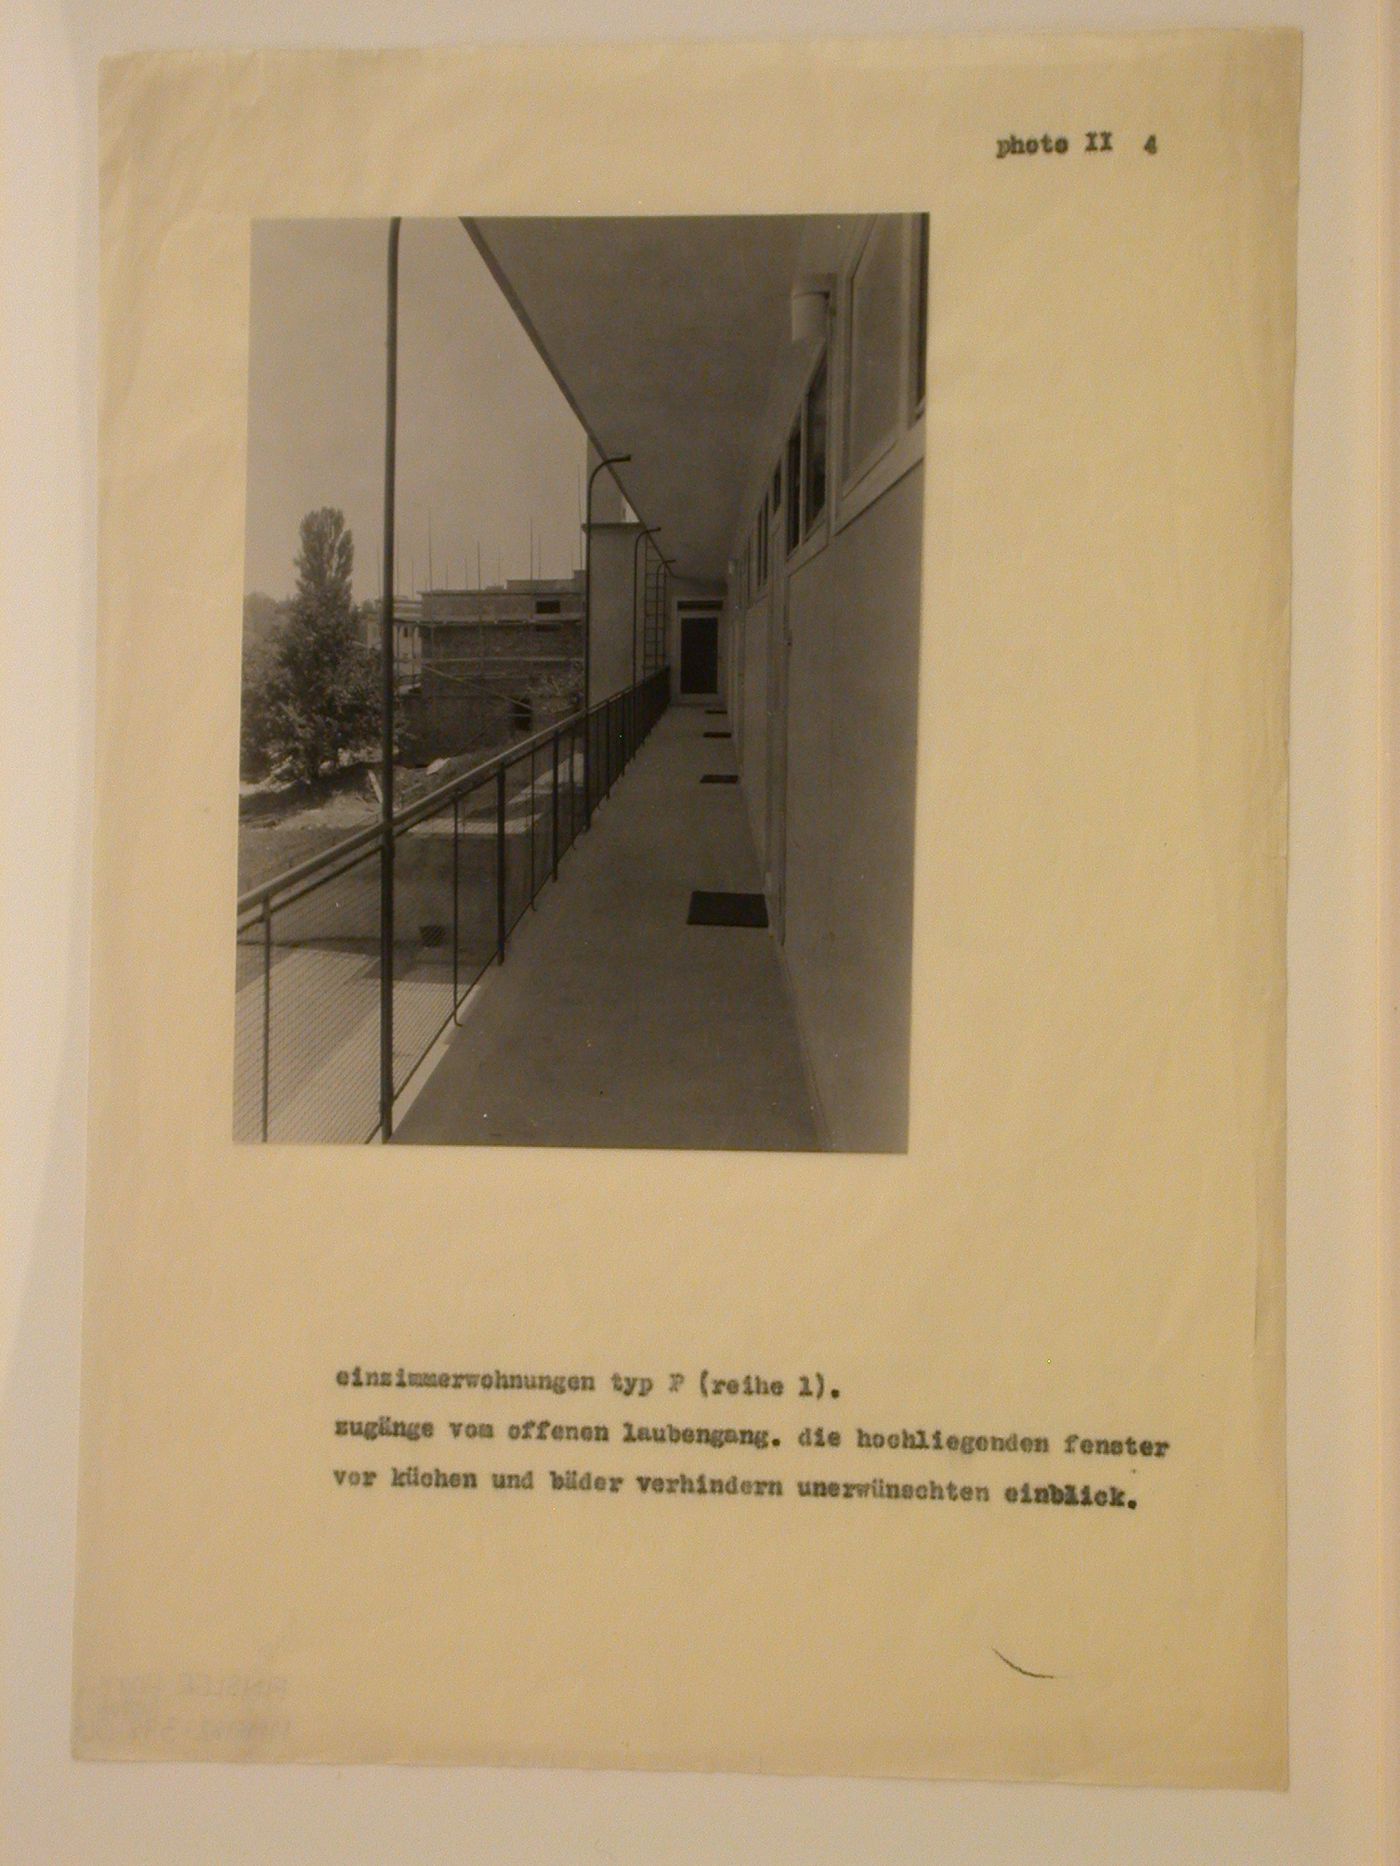 photo II 4
einzimmerwohnungen typ P (reihe 1).
zugänge vom offenen laubengang. die hochliegenden fenster
vor küchen und bäder verhindern unerwünschten einblick.